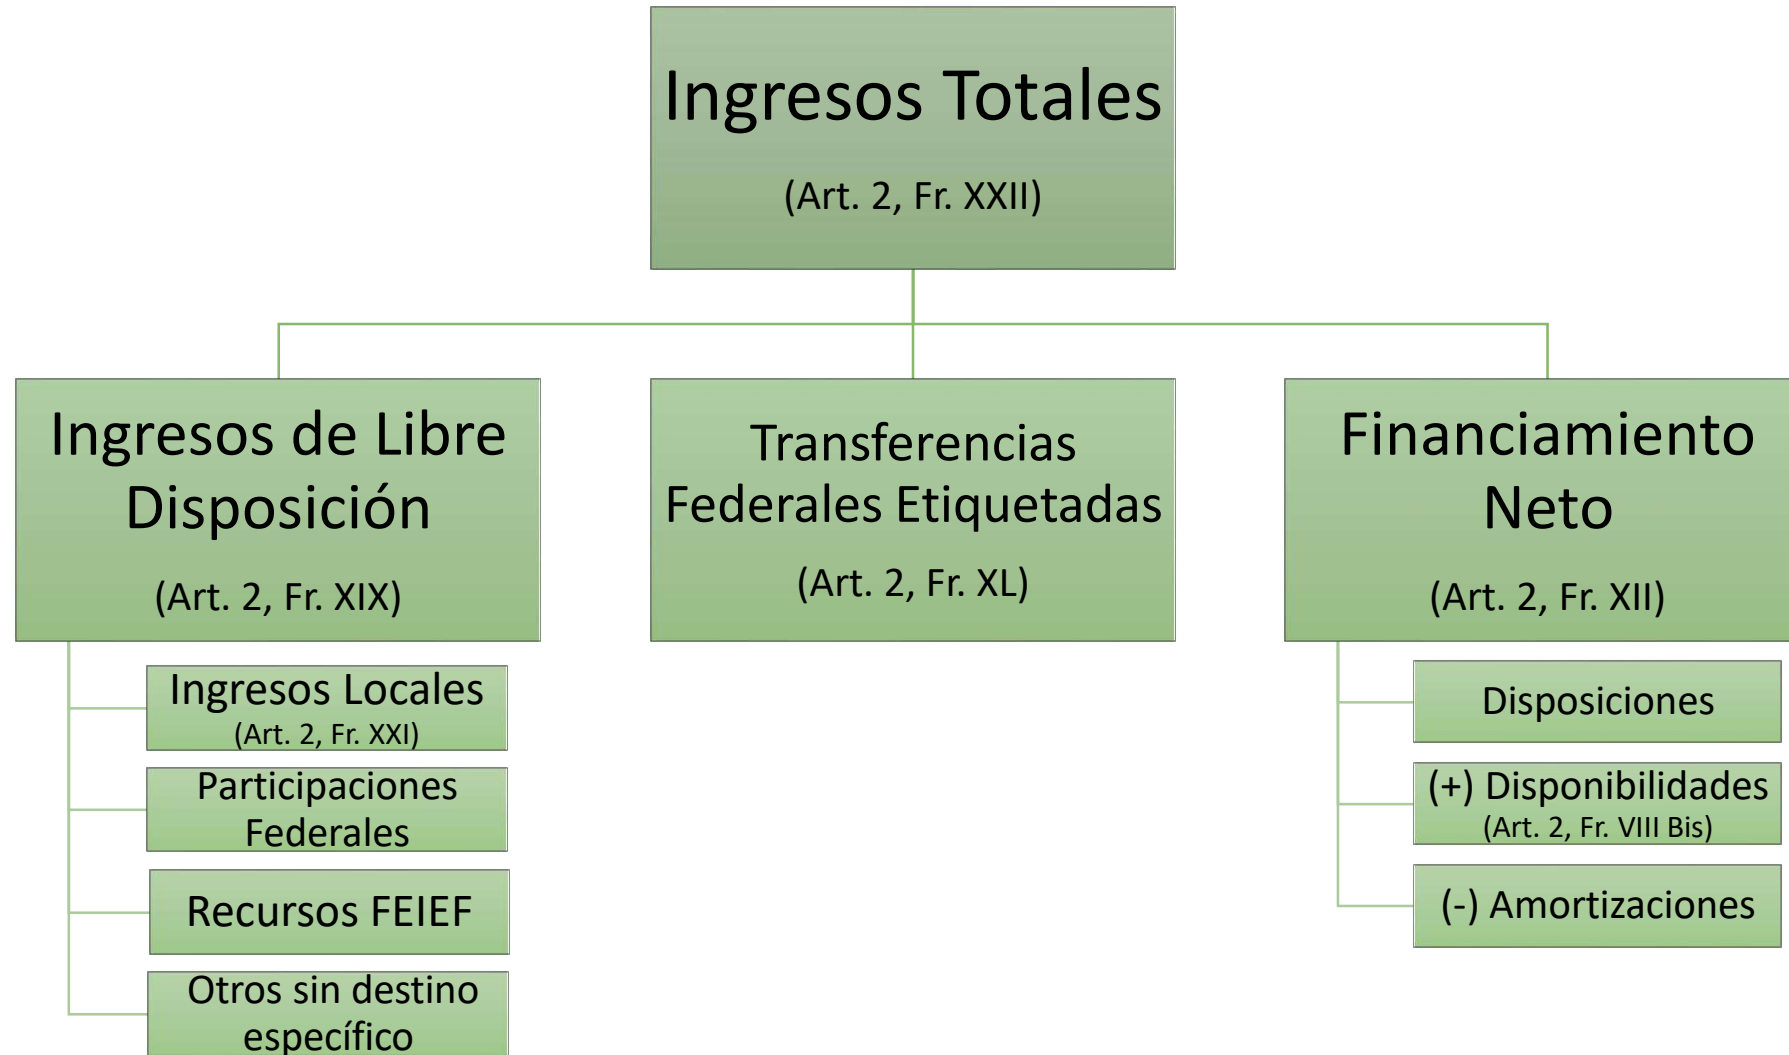 Ingresos Totales
(Art. 2, Fr. XXII)
Ingresos de Libre
Disposición
(Art. 2, Fr. XIX)
Ingresos Locales
(Art. 2, Fr. XXI)
Participaciones
Federales
Recursos FEIEF
Otros sin destino
específico
Transferencias
Federales Etiquetadas
(Art. 2, Fr. XL)
Financiamiento
Neto
(Art. 2, Fr. XII)
Disposiciones
(+) Disponibilidades
(Art. 2, Fr. VIII Bis)
(-) Amortizaciones